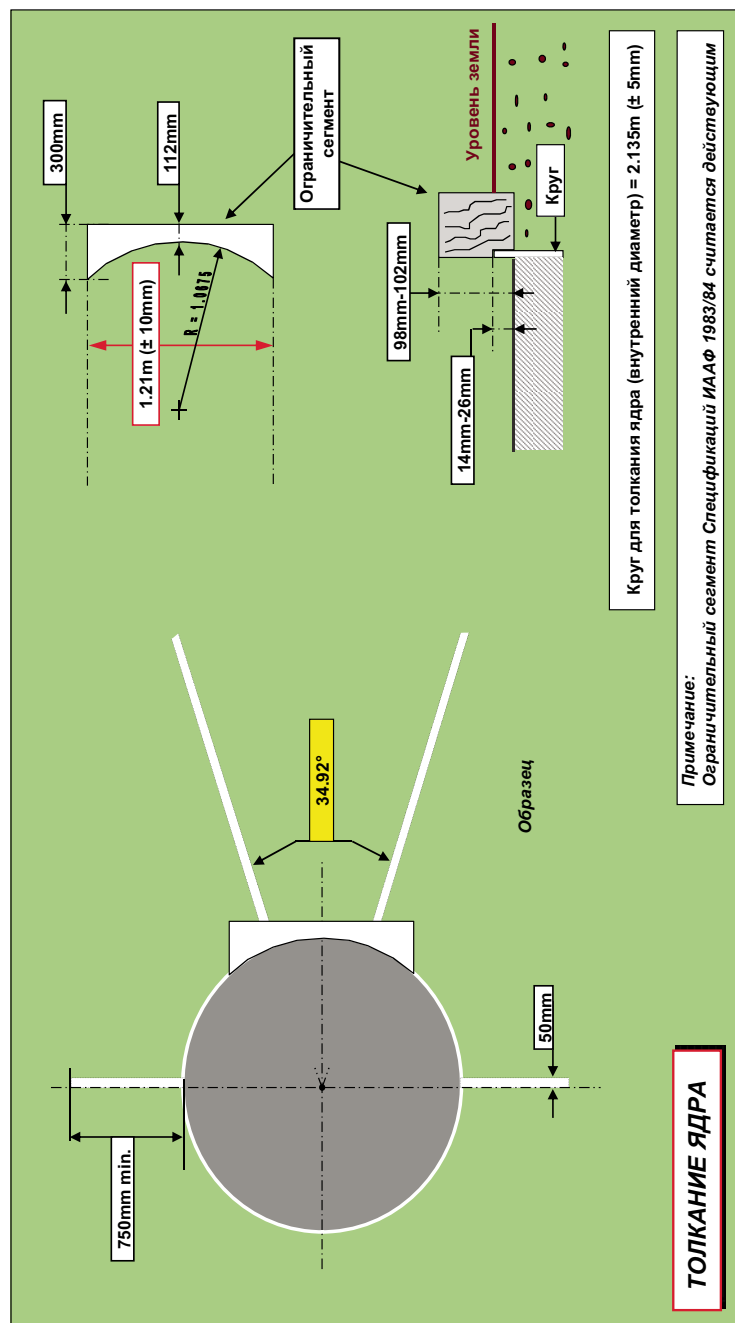 300mm
112mm
1.21m (± 10mm)
R = 1.0675
Ограничительный
сегмент
Уровень земли
Круг
98mm-102mm
14mm-26mm
34.92°
Образец
750mm min.
50mm
Круг для толкания ядра (внутренний диаметр) = 2.135m (± 5mm)
Примечание:
Ограничительный сегмент Спецификаций ИААФ 1983/84 считается действующим
ТОЛКАНИЕ ЯДРА